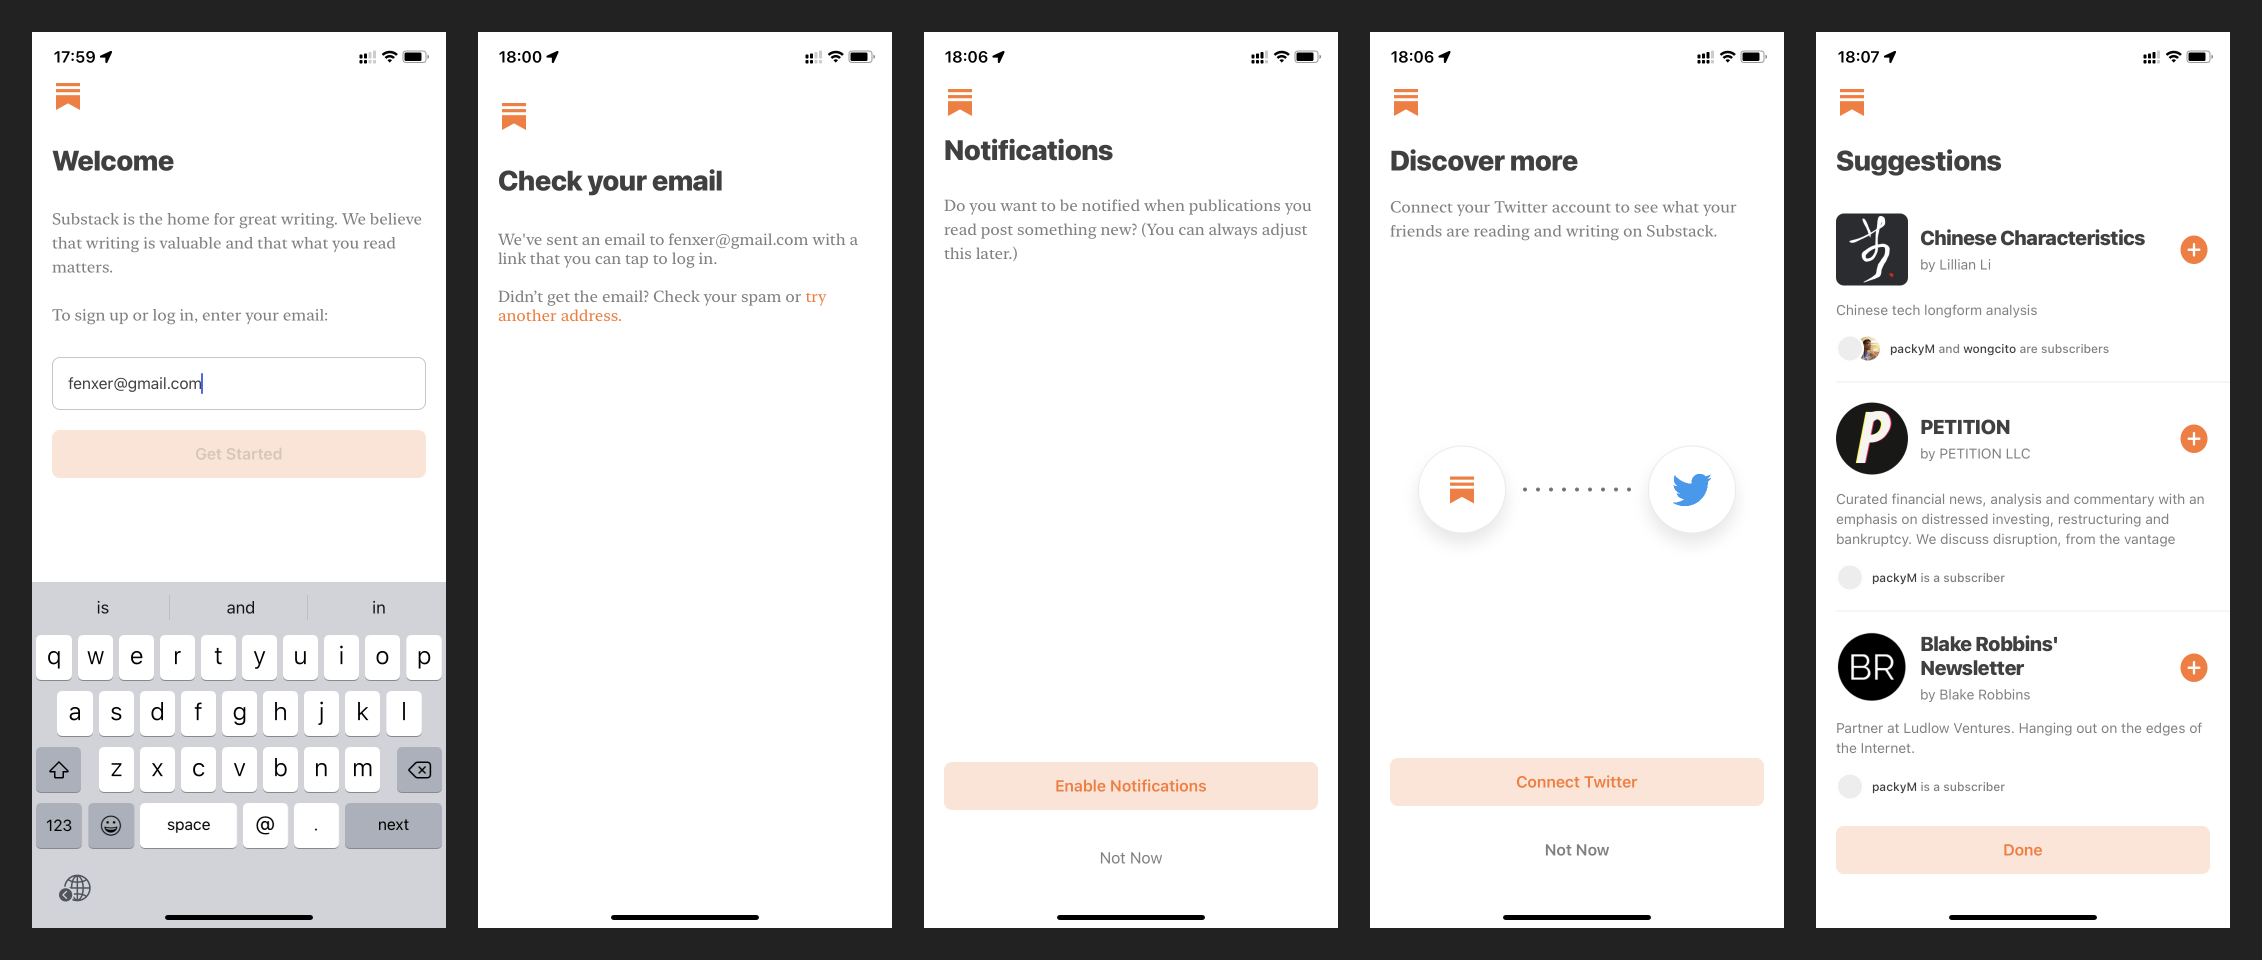 17:59
Welcome
Substack is the home for great writing. We believe
that writing is valuable and that what you read
matters.
To sign up or log in, enter your email:
fenxer@gmail.com
Get Started
is and in
q w e r t y u i o p
a s d f g h j k l
z x c v b n m
123 space @ . next
18:00
Check your email
We've sent an email to fenxer@gmail.com with a
link that you can tap to log in.
Didn’t get the email? Check your spam or try
another address.
18:06
Notifications
Do you want to be notified when publications you
read post something new? (You can always adjust
this later.)
Enable Notifications
Not Now
18:06
Discover more
Connect your Twitter account to see what your
friends are reading and writing on Substack.
Connect Twitter
Not Now
18:07
Suggestions
Chinese Characteristics
by Lillian Li
Chinese tech longform analysis
packyM and wongcito are subscribers
P
PETITION
by PETITION LLC
Curated financial news, analysis and commentary with an
emphasis on distressed investing, restructuring and
bankruptcy. We discuss disruption, from the vantage
packyM is a subscriber
BR
Blake Robbins'
Newsletter
by Blake Robbins
Partner at Ludlow Ventures. Hanging out on the edges of
the Internet.
packyM is a subscriber
Done